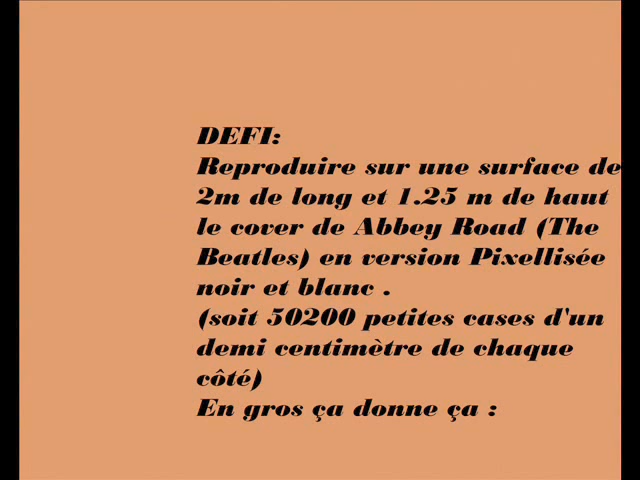 DEFI:
Reproduire sur une surface de
2m de long et 1.25 m de haut
le cover de Abbey Road (The
Beatles) en version Pixellisée
noir et blanc .
(soit 50200 petites cases d'un
demi centimètre de chaque
côté)
En gros ça donne ça :